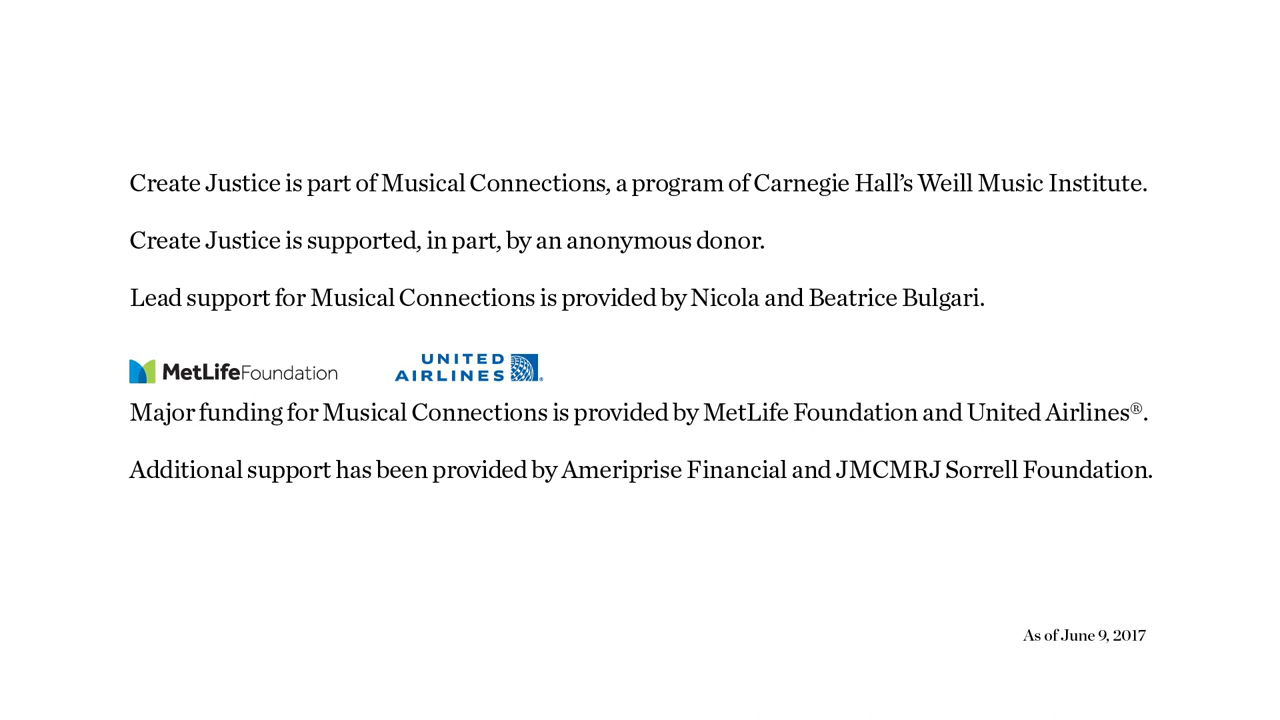 Create Justice is part of Musical Connections, a program of Carnegie Hall’s Weill Music Institute.
Create Justice is supported, in part, by an anonymous donor.
Lead support for Musical Connections is provided by Nicola and Beatrice Bulgari.
MetLife Foundation
UNITED
AIRLINES®
Major funding for Musical Connections is provided by MetLife Foundation and United Airlines®.
Additional support has been provided by Ameriprise Financial and JMCMRJ Sorrell Foundation.
As of June 9, 2017